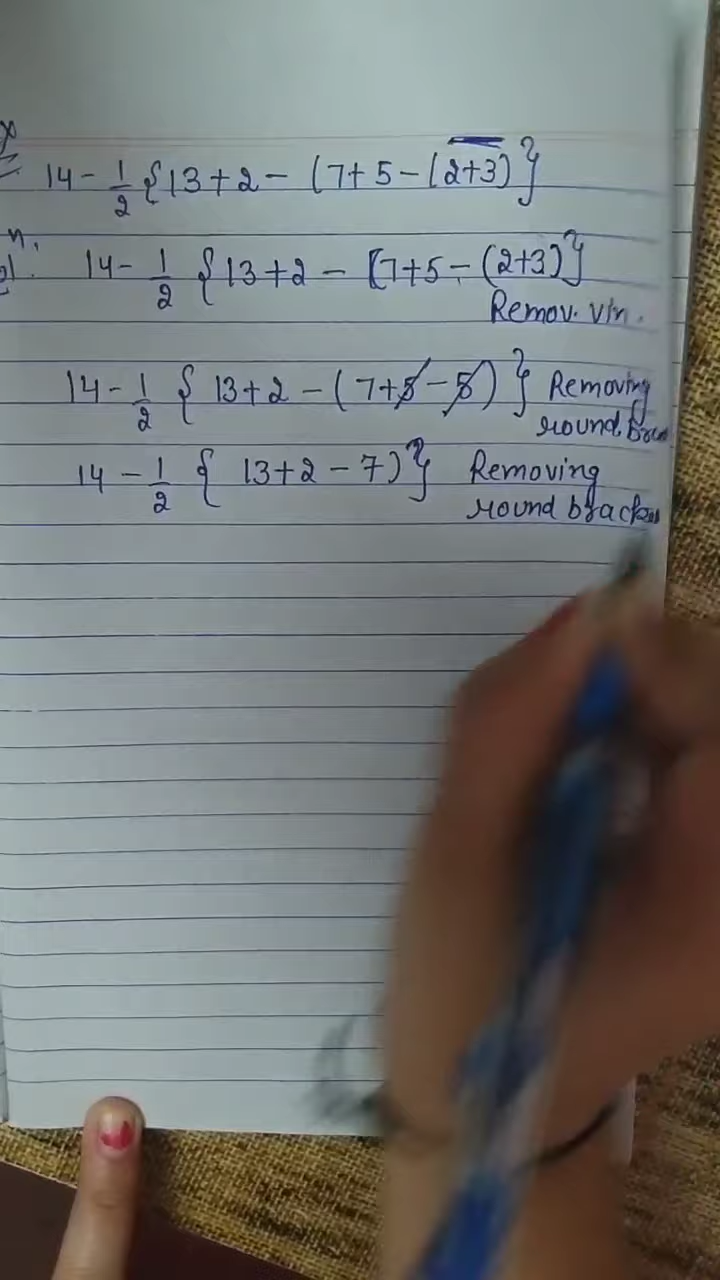 14 - 1/2 {13 + 2 - (7 + 5 - (2+3)}
14 - 1/2 {13 + 2 - [7 + 5 - (2+3)}
Remov. vin.
14 - 1/2 { 13 + 2 - (7 + 5 - 5) } Removing
round
14 - 1/2 { 13 + 2 - 7) } Removing
round